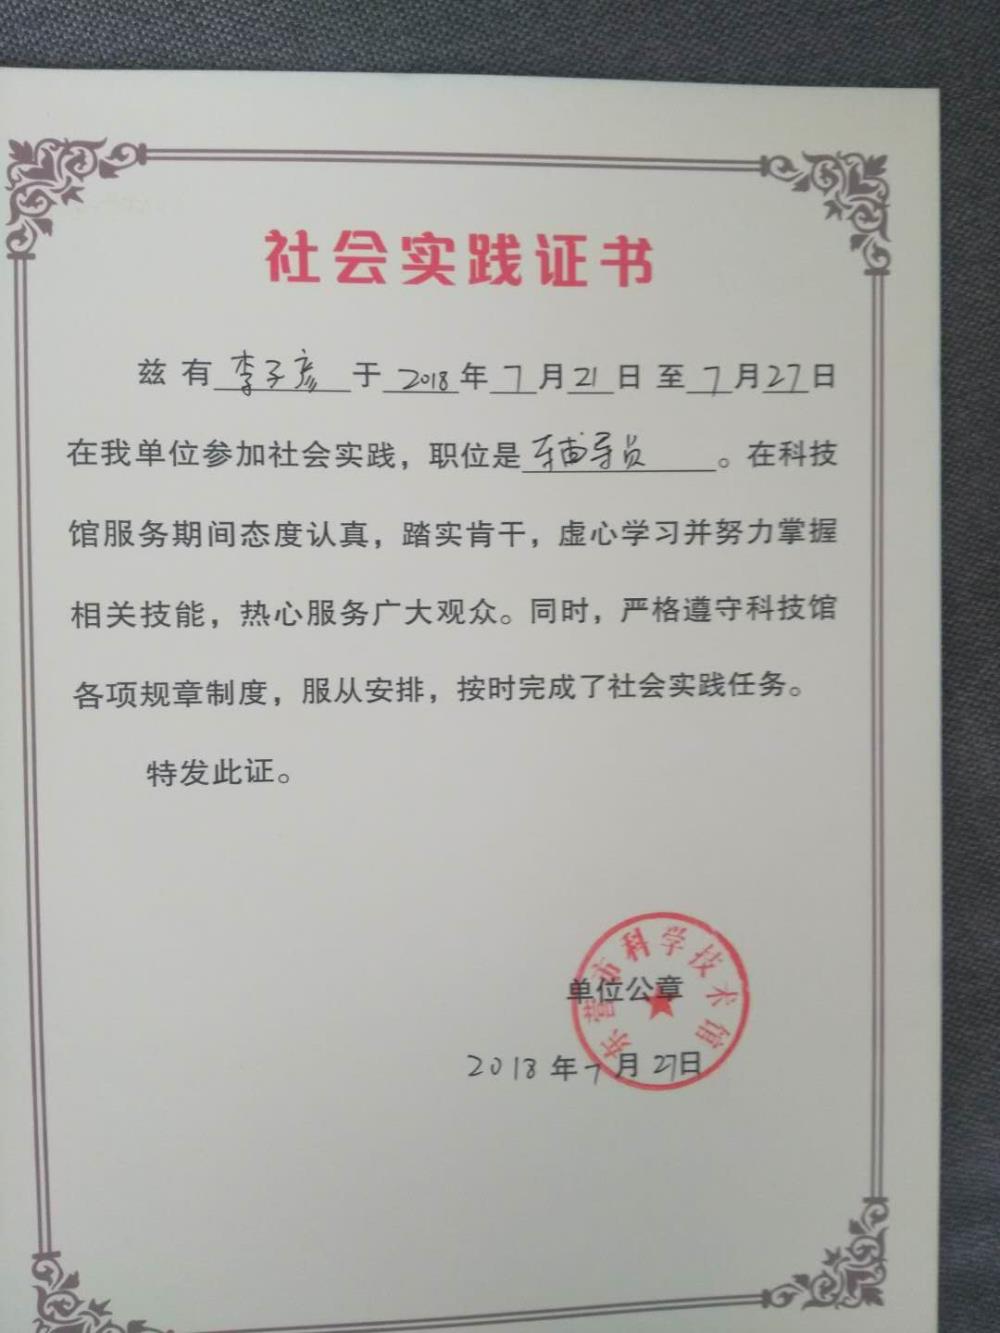 社会实践证书
兹有李子彦于2018年7月21日至7月27日
在我单位参加社会实践，职位是辅导员。在科技
馆服务期间态度认真，踏实肯干，虚心学习并努力掌握
相关技能，热心服务广大观众。同时，严格遵守科技馆
各项规章制度，服从安排，按时完成了社会实践任务。
特发此证。
东营市科学技术馆
单位公章
2018年7月27日